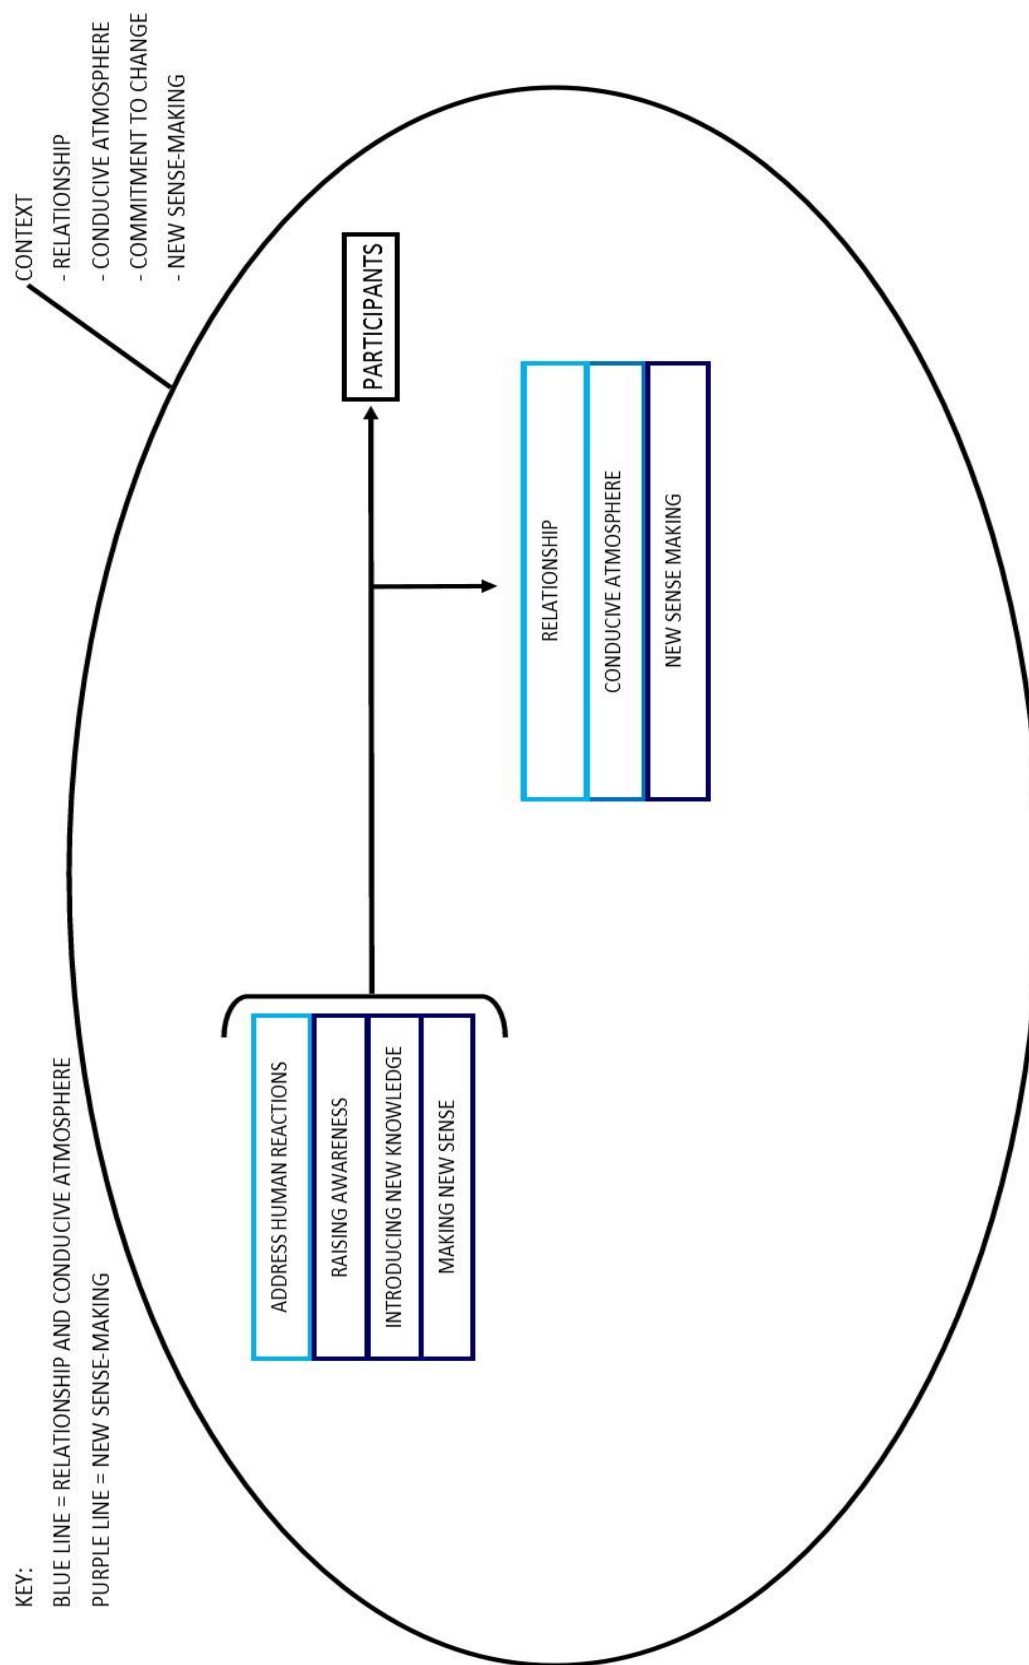 KEY:
BLUE LINE = RELATIONSHIP AND CONDUCIVE ATMOSPHERE
PURPLE LINE = NEW SENSE-MAKING
CONTEXT
- RELATIONSHIP
- CONDUCIVE ATMOSPHERE
- COMMITMENT TO CHANGE
- NEW SENSE-MAKING
ADDRESS HUMAN REACTIONS
RAISING AWARENESS
INTRODUCING NEW KNOWLEDGE
MAKING NEW SENSE
PARTICIPANTS
RELATIONSHIP
CONDUCIVE ATMOSPHERE
NEW SENSE MAKING